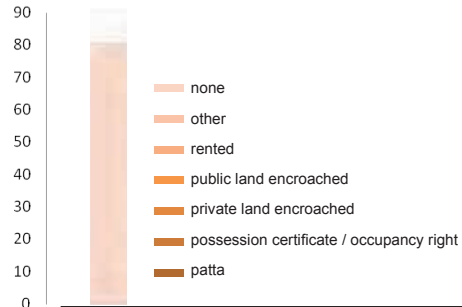 90
80
70
60
50
40
30
20
10
0
none
other
rented
public land encroached
private land encroached
possession certificate / occupancy right
patta